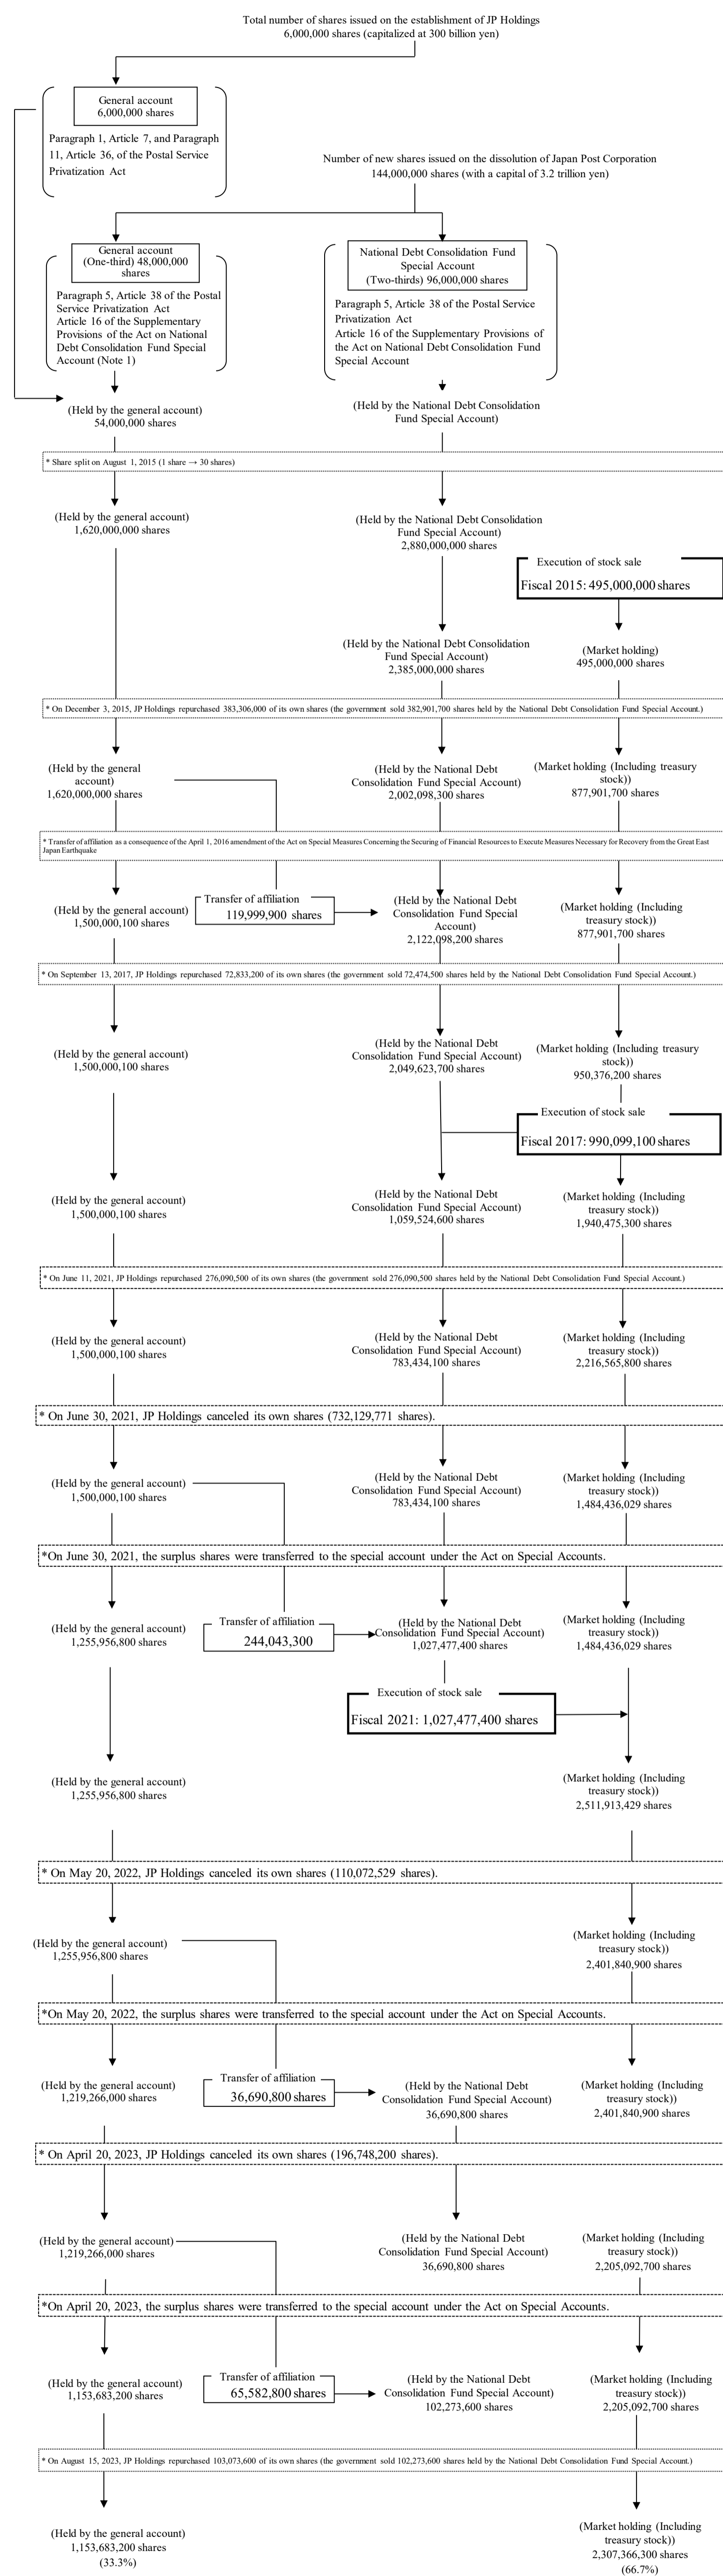 Total number of shares issued on the establishment of JP Holdings
6,000,000 shares (capitalized at 300 billion yen)
General account
6,000,000 shares
Paragraph 1, Article 7, and Paragraph
11, Article 36, of the Postal Service
Privatization Act
Number of new shares issued on the dissolution of Japan Post Corporation
144,000,000 shares (with a capital of 3.2 trillion yen)
General account
(One-third) 48,000,000
shares
Paragraph 5, Article 38 of the Postal
Service Privatization Act
Article 16 of the Supplementary
Provisions of the Act on National
Debt Consolidation Fund Special
Account (Note 1)
National Debt Consolidation Fund
Special Account
(Two-thirds) 96,000,000 shares
Paragraph 5, Article 38 of the Postal Service
Privatization Act
Article 16 of the Supplementary Provisions of
the Act on National Debt Consolidation Fund
Special Account
(Held by the general account)
54,000,000 shares
(Held by the National Debt Consolidation
Fund Special Account)
* Share split on August 1, 2015 (1 share → 30 shares)
(Held by the general account)
1,620,000,000 shares
(Held by the National Debt Consolidation
Fund Special Account)
2,880,000,000 shares
Execution of stock sale
Fiscal 2015: 495,000,000 shares
(Held by the National Debt Consolidation
Fund Special Account)
2,385,000,000 shares
(Market holding)
495,000,000 shares
* On December 3, 2015, JP Holdings repurchased 383,306,000 of its own shares (the government sold 382,901,700 shares held by the National Debt Consolidation Fund Special Account.)
(Held by the general
account)
1,620,000,000 shares
(Held by the National Debt
Consolidation Fund Special Account)
2,002,098,300 shares
(Market holding (Including treasury
stock))
877,901,700 shares
* Transfer of affiliation as a consequence of the April 1, 2016 amendment of the Act on Special Measures Concerning the Securing of Financial Resources to Execute Measures Necessary for Recovery from the Great East
Japan Earthquake
(Held by the general account)
1,500,000,100 shares
Transfer of affiliation
119,999,900 shares
(Held by the National Debt
Consolidation Fund Special
Account)
2,122,098,200 shares
(Market holding (Including
treasury stock))
877,901,700 shares
* On September 13, 2017, JP Holdings repurchased 72,833,200 of its own shares (the government sold 72,474,500 shares held by the National Debt Consolidation Fund Special Account.)
(Held by the general account)
1,500,000,100 shares
(Held by the National Debt
Consolidation Fund Special Account)
2,049,623,700 shares
(Market holding (Including treasury
stock))
950,376,200 shares
Execution of stock sale
Fiscal 2017: 990,099,100 shares
(Held by the general account)
1,500,000,100 shares
(Held by the National Debt
Consolidation Fund Special Account)
1,059,524,600 shares
(Market holding (Including
treasury stock))
1,940,475,300 shares
* On June 11, 2021, JP Holdings repurchased 276,090,500 of its own shares (the government sold 276,090,500 shares held by the National Debt Consolidation Fund Special Account.)
(Held by the general account)
1,500,000,100 shares
(Held by the National Debt
Consolidation Fund Special Account)
783,434,100 shares
(Market holding (Including
treasury stock))
2,216,565,800 shares
* On June 30, 2021, JP Holdings canceled its own shares (732,129,771 shares).
(Held by the general account)
1,500,000,100 shares
(Held by the National Debt
Consolidation Fund Special Account)
783,434,100 shares
(Market holding (Including
treasury stock))
1,484,436,029 shares
*On June 30, 2021, the surplus shares were transferred to the special account under the Act on Special Accounts.
(Held by the general account)
1,255,956,800 shares
Transfer of affiliation
244,043,300
(Held by the National Debt
Consolidation Fund Special Account)
1,027,477,400 shares
(Market holding (Including
treasury stock))
1,484,436,029 shares
Execution of stock sale
Fiscal 2021: 1,027,477,400 shares
(Held by the general account)
1,255,956,800 shares
(Market holding (Including
treasury stock))
2,511,913,429 shares
* On May 20, 2022, JP Holdings canceled its own shares (110,072,529 shares).
(Held by the general account)
1,255,956,800 shares
(Market holding (Including
treasury stock))
2,401,840,900 shares
*On May 20, 2022, the surplus shares were transferred to the special account under the Act on Special Accounts.
(Held by the general account)
1,219,266,000 shares
Transfer of affiliation
36,690,800 shares
(Held by the National Debt
Consolidation Fund Special Account)
36,690,800 shares
(Market holding (Including
treasury stock))
2,401,840,900 shares
* On April 20, 2023, JP Holdings canceled its own shares (196,748,200 shares).
(Held by the general account)
1,219,266,000 shares
(Held by the National Debt
Consolidation Fund Special Account)
36,690,800 shares
(Market holding (Including
treasury stock))
2,205,092,700 shares
*On April 20, 2023, the surplus shares were transferred to the special account under the Act on Special Accounts.
(Held by the general account)
1,153,683,200 shares
Transfer of affiliation
65,582,800 shares
(Held by the National Debt
Consolidation Fund Special Account)
102,273,600 shares
(Market holding (Including
treasury stock))
2,205,092,700 shares
* On August 15, 2023, JP Holdings repurchased 103,073,600 of its own shares (the government sold 102,273,600 shares held by the National Debt Consolidation Fund Special Account.)
(Held by the general account)
1,153,683,200 shares
(33.3%)
(Market holding (Including
treasury stock))
2,307,366,300 shares
(66.7%)